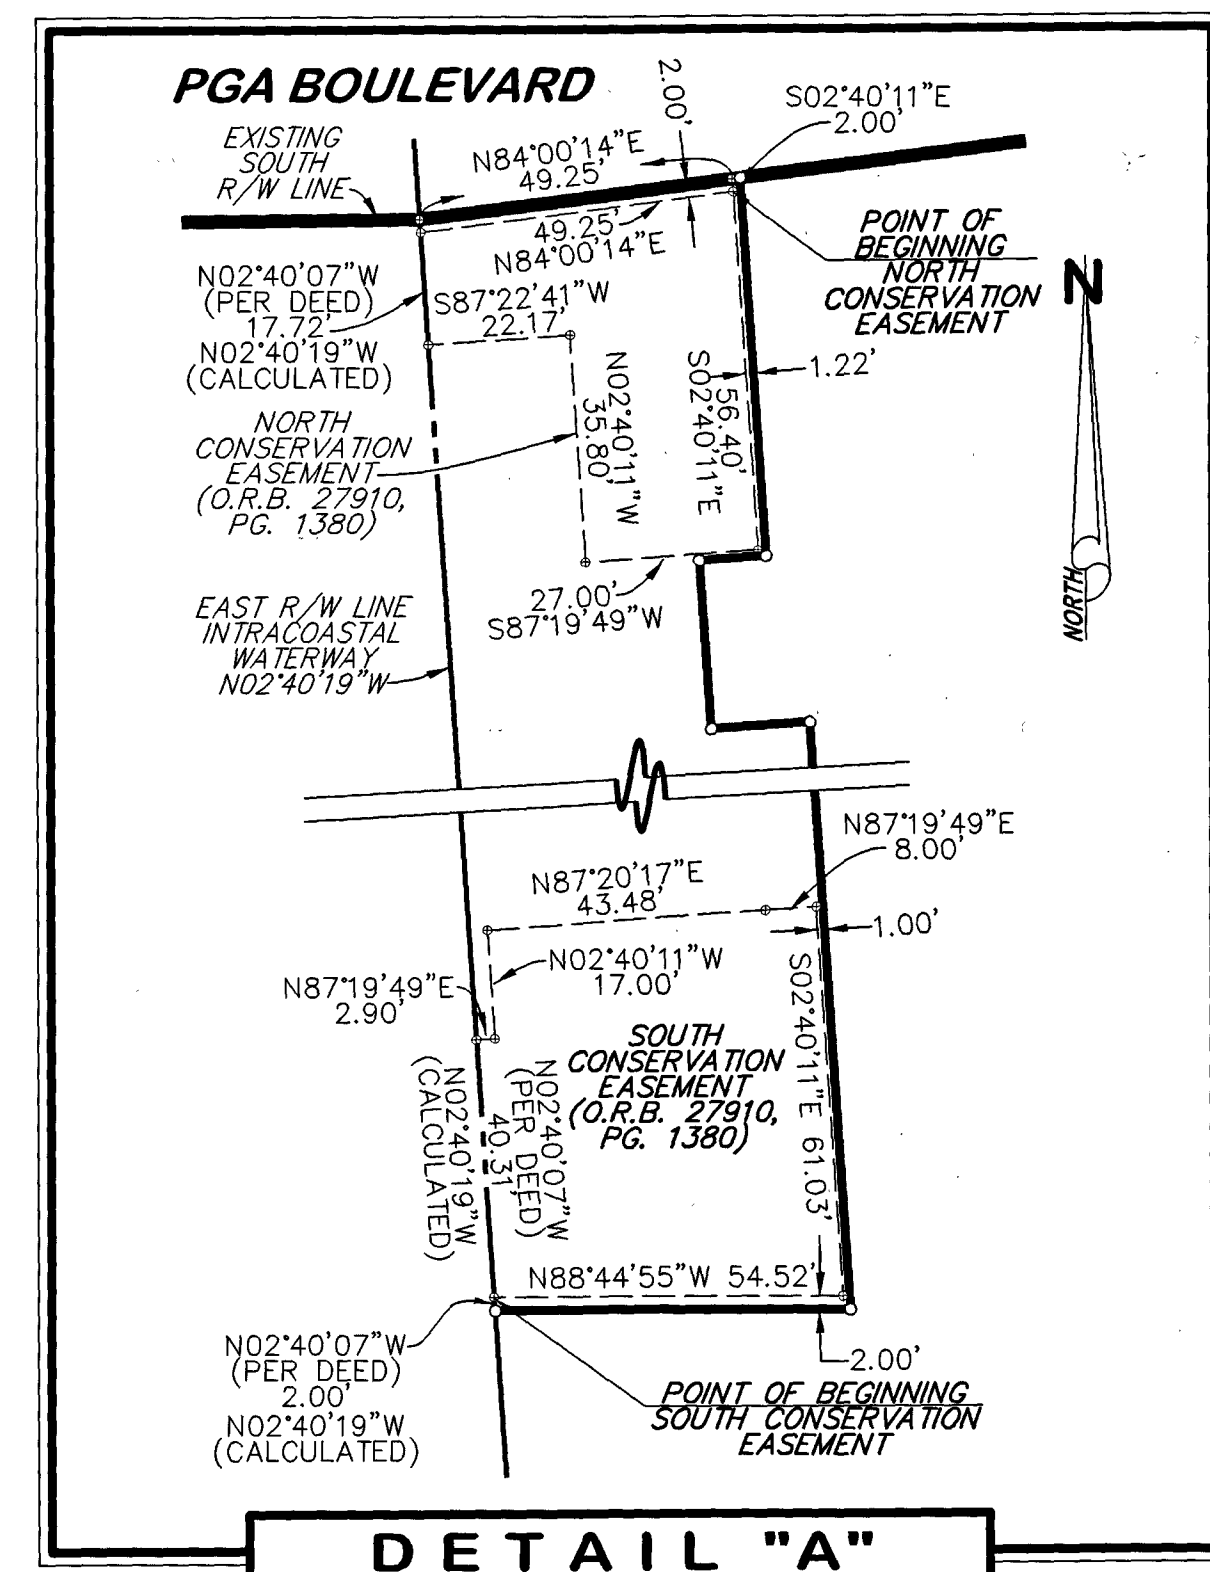 PGA BOULEVARD
EXISTING
SOUTH
R/W LINE
N84°00'14"E
49.25'
2.00'
S02°40'11"E
2.00'
49.25'
N84°00'14"E
POINT OF
BEGINNING
NORTH
CONSERVATION
EASEMENT
N
NORTH
N02°40'07"W
(PER DEED)
17.72'
N02°40'19"W
(CALCULATED)
S87°22'41"W
22.17'
1.22'
N02°40'11"W
35.80'
56.40'
S02°40'11"E
NORTH
CONSERVATION
EASEMENT
(O.R.B. 27910,
PG. 1380)
27.00'
S87°19'49"W
EAST R/W LINE
INTRACOASTAL
WATERWAY
N02°40'19"W
N87°19'49"E
8.00'
N87°20'17"E
43.48'
1.00'
N02°40'11"W
17.00'
N87°19'49"E
2.90'
S02°40'11"E 61.03'
SOUTH
CONSERVATION
EASEMENT
(O.R.B. 27910,
PG. 1380)
N02°40'07"W
(PER DEED)
40.31'
N02°40'19"W
(CALCULATED)
N88°44'55"W 54.52'
N02°40'07"W
(PER DEED)
2.00'
N02°40'19"W
(CALCULATED)
2.00'
POINT OF BEGINNING
SOUTH CONSERVATION
EASEMENT
DETAIL "A"